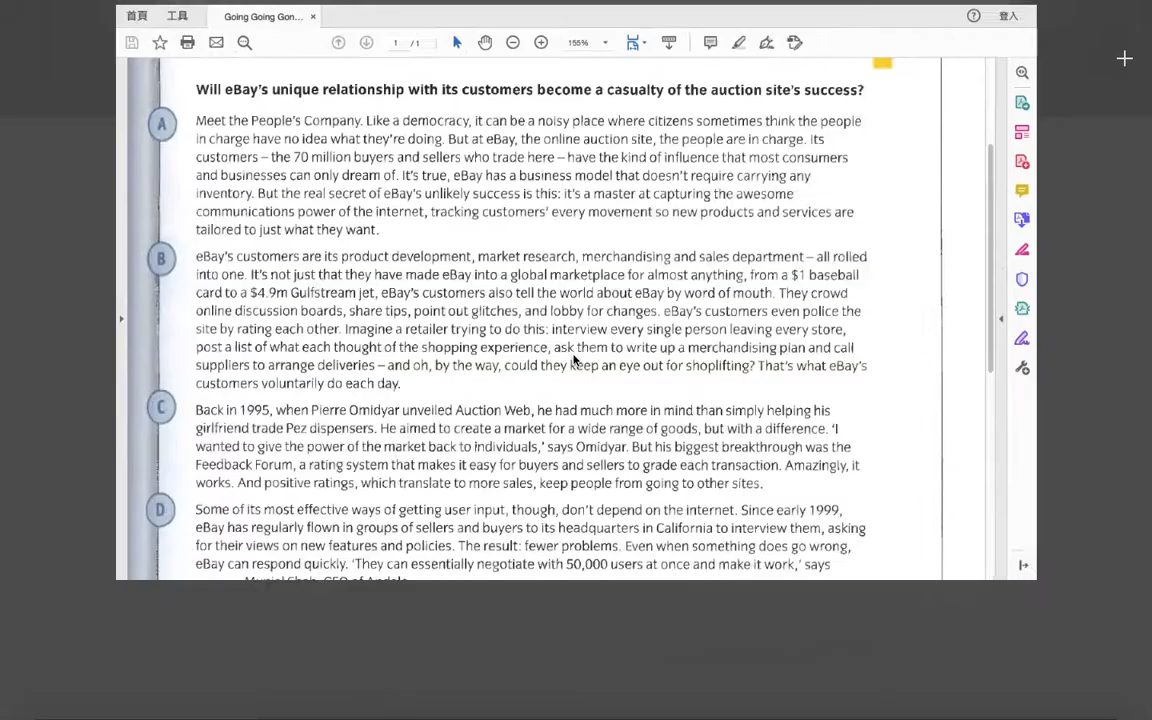 首頁 工具 Going Going Gon... × ? 登入
1 / 1 155%
Will eBay's unique relationship with its customers become a casualty of the auction site's success?
A
Meet the People's Company. Like a democracy, it can be a noisy place where citizens sometimes think the people
in charge have no idea what they're doing. But at eBay, the online auction site, the people are in charge. Its
customers – the 70 million buyers and sellers who trade here – have the kind of influence that most consumers
and businesses can only dream of. It's true, eBay has a business model that doesn't require carrying any
inventory. But the real secret of eBay's unlikely success is this: it's a master at capturing the awesome
communications power of the internet, tracking customers' every movement so new products and services are
tailored to just what they want.
B
eBay's customers are its product development, market research, merchandising and sales department – all rolled
into one. It's not just that they have made eBay into a global marketplace for almost anything, from a $1 baseball
card to a $4.9m Gulfstream jet, eBay's customers also tell the world about eBay by word of mouth. They crowd
online discussion boards, share tips, point out glitches, and lobby for changes. eBay's customers even police the
site by rating each other. Imagine a retailer trying to do this: interview every single person leaving every store,
post a list of what each thought of the shopping experience, ask them to write up a merchandising plan and call
suppliers to arrange deliveries – and oh, by the way, could they keep an eye out for shoplifting? That's what eBay's
customers voluntarily do each day.
C
Back in 1995, when Pierre Omidyar unveiled Auction Web, he had much more in mind than simply helping his
girlfriend trade Pez dispensers. He aimed to create a market for a wide range of goods, but with a difference. 'I
wanted to give the power of the market back to individuals,' says Omidyar. But his biggest breakthrough was the
Feedback Forum, a rating system that makes it easy for buyers and sellers to grade each transaction. Amazingly, it
works. And positive ratings, which translate to more sales, keep people from going to other sites.
D
Some of its most effective ways of getting user input, though, don't depend on the internet. Since early 1999,
eBay has regularly flown in groups of sellers and buyers to its headquarters in California to interview them, asking
for their views on new features and policies. The result: fewer problems. Even when something does go wrong,
eBay can respond quickly. 'They can essentially negotiate with 50,000 users at once and make it work,' says